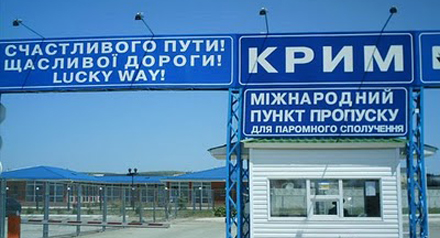 СЧАСТЛИВОГО ПУТИ!
ЩАСЛИВОЇ ДОРОГИ!
LUCKY WAY!
КРИМ
МІЖНАРОДНИЙ
ПУНКТ ПРОПУСКУ
ДЛЯ ПАРОМНОГО СПОЛУЧЕННЯ